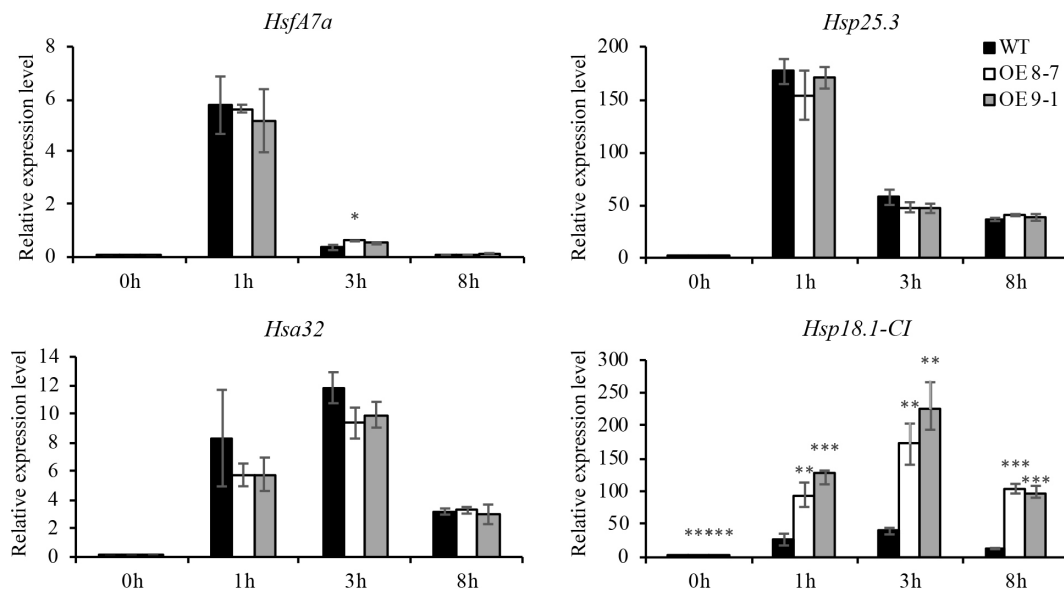 HsfA7a
Relative expression level
8
6
4
2
0
*
0h 1h 3h 8h
Hsp25.3
Relative expression level
200
150
100
50
0
WT
OE 8-7
OE 9-1
0h 1h 3h 8h
Hsa32
Relative expression level
14
12
10
8
6
4
2
0
0h 1h 3h 8h
Hsp18.1-CI
Relative expression level
300
250
200
150
100
50
0
*****
** ***
** **
*** ***
0h 1h 3h 8h